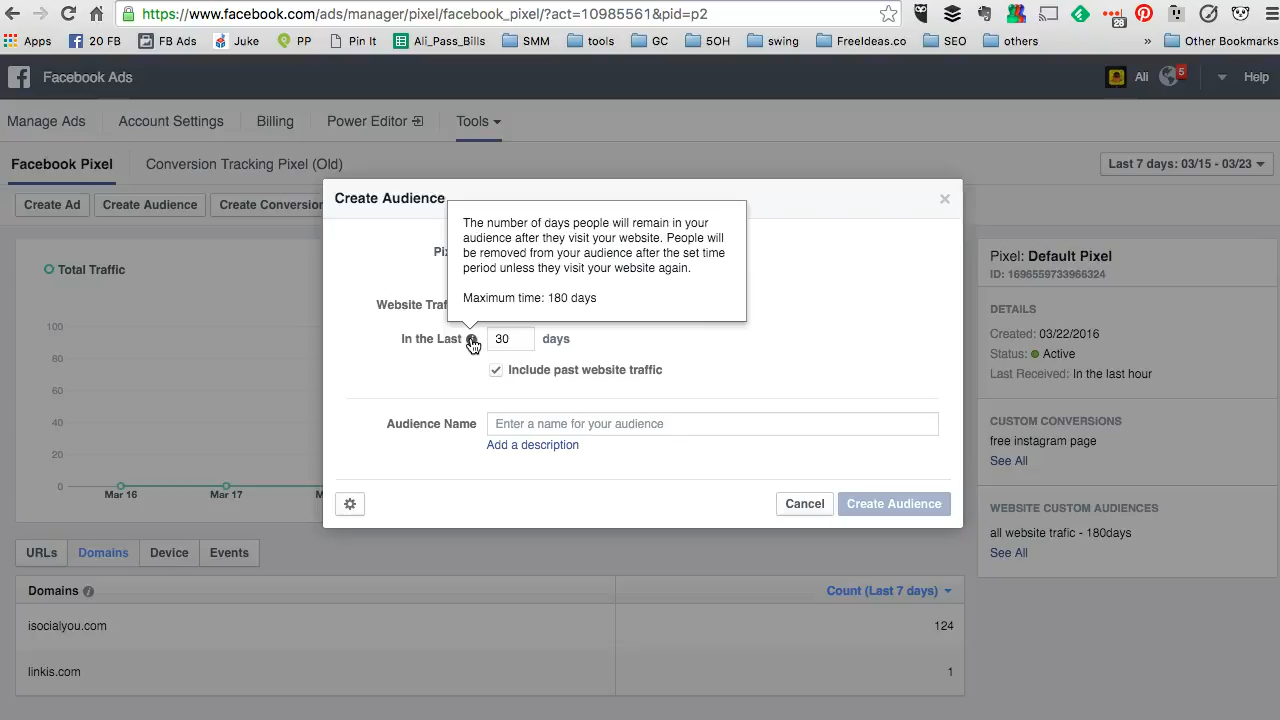 https://www.facebook.com/ads/manager/pixel/facebook_pixel/?act=10985561&pid=p2
23
Apps
20 FB
FB Ads
Juke
PP
Pin It
Ali_Pass_Bills
SMM
tools
GC
5OH
swing
FreeIdeas.co
SEO
others
»
Other Bookmarks
Facebook Ads
Ali
5
Help
Manage Ads
Account Settings
Billing
Power Editor
Tools
Facebook Pixel
Conversion Tracking Pixel (Old)
Last 7 days: 03/15 - 03/23
Create Ad
Create Audience
Create Conversion
Total Traffic
100
80
60
40
20
0
Mar 16
Mar 17
Create Audience
The number of days people will remain in your
audience after they visit your website. People will
be removed from your audience after the set time
period unless they visit your website again.
Maximum time: 180 days
Website Traf
In the Last
30
days
Include past website traffic
Audience Name
Enter a name for your audience
Add a description
Cancel
Create Audience
Pixel: Default Pixel
ID: 1696559733966324
DETAILS
Created: 03/22/2016
Status: Active
Last Received: In the last hour
CUSTOM CONVERSIONS
free instagram page
See All
WEBSITE CUSTOM AUDIENCES
all website trafic - 180days
See All
URLs
Domains
Device
Events
Domains
Count (Last 7 days)
isocialyou.com
124
linkis.com
1